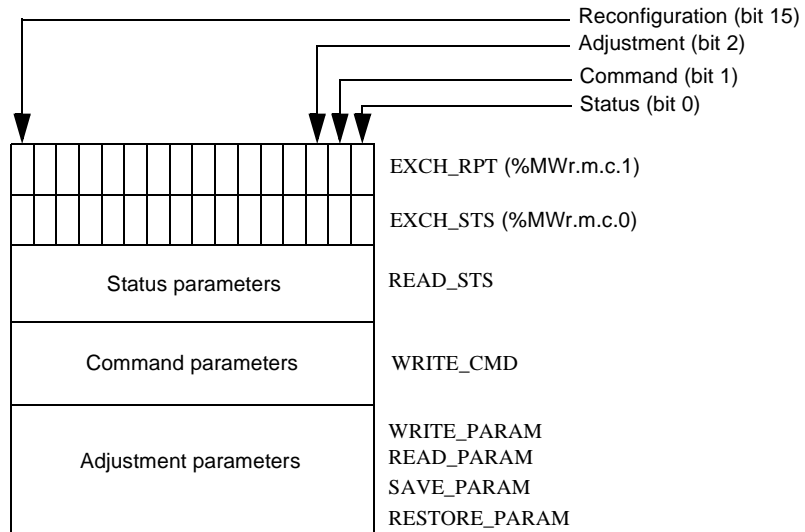 Reconfiguration (bit 15)
Adjustment (bit 2)
Command (bit 1)
Status (bit 0)
EXCH_RPT (%MWr.m.c.1)
EXCH_STS (%MWr.m.c.0)
Status parameters READ_STS
Command parameters WRITE_CMD
WRITE_PARAM
Adjustment parameters READ_PARAM
SAVE_PARAM
RESTORE_PARAM